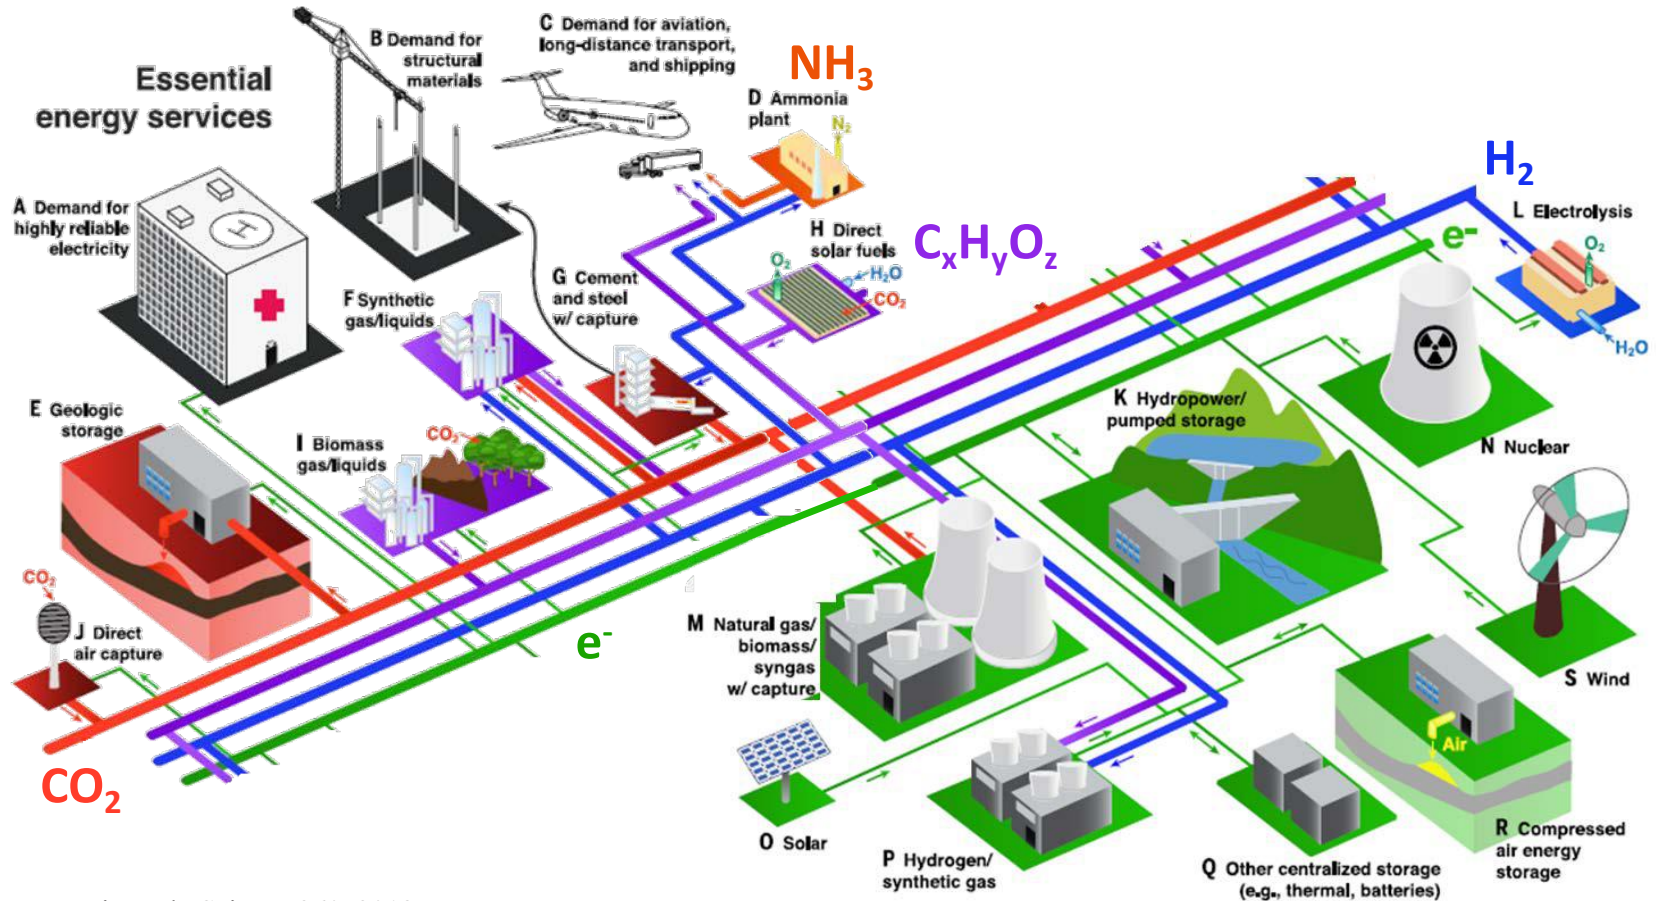 Essential
energy services
A Demand for
highly reliable
electricity
B Demand for
structural
materials
C Demand for aviation,
long-distance transport,
and shipping
NH3
D Ammonia
plant
N2
H2
L Electrolysis
O2
H2O
e-
CxHyOz
H Direct
solar fuels
O2
H2O
CO2
G Cement
and steel
w/ capture
F Synthetic
gas/liquids
E Geologic
storage
I Biomass
gas/liquids
CO2
K Hydropower/
pumped storage
N Nuclear
CO2
J Direct
air capture
e-
M Natural gas/
biomass/
syngas
w/ capture
S Wind
CO2
Air
O Solar
P Hydrogen/
synthetic gas
Q Other centralized storage
(e.g., thermal, batteries)
R Compressed
air energy
storage